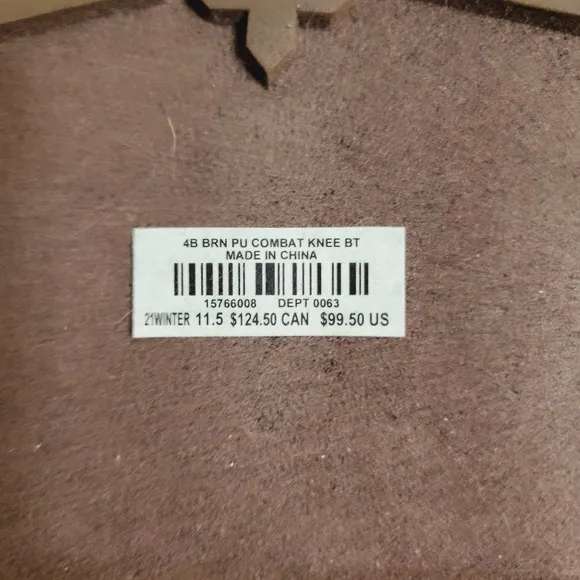 4B BRN PU COMBAT KNEE BT
MADE IN CHINA
15766008 DEPT 0063
21WINTER 11.5 $124.50 CAN $99.50 US